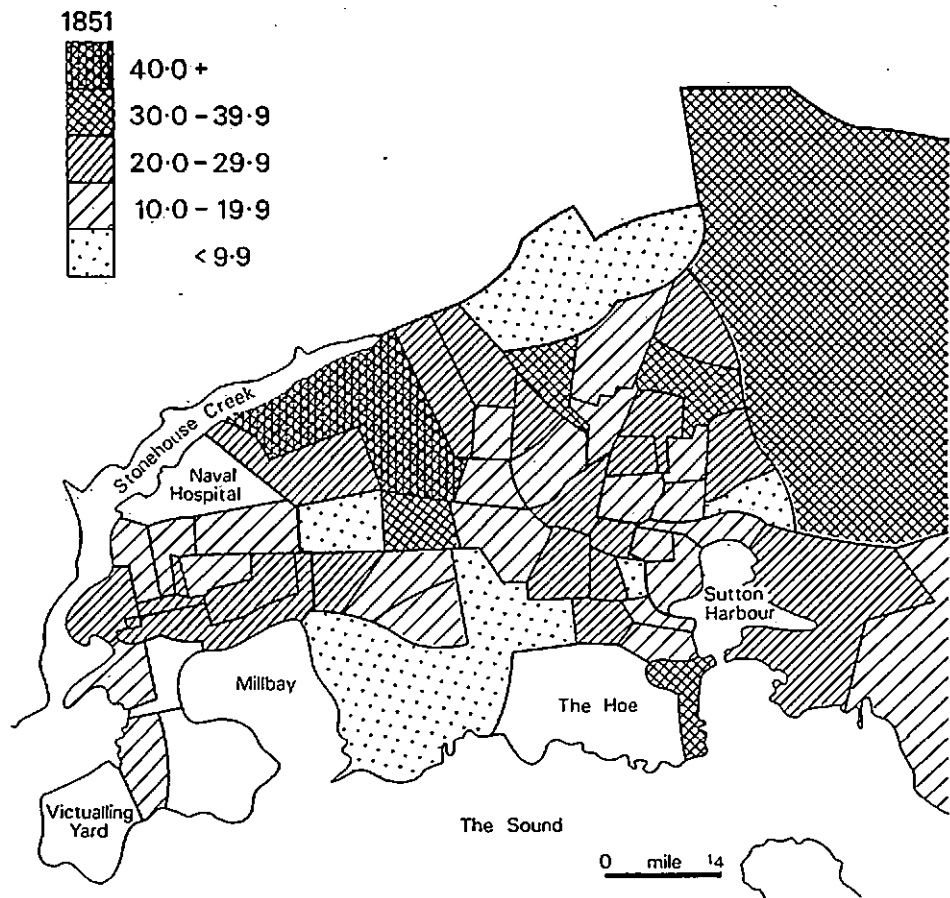 1851
40·0 +
30·0 – 39·9
20·0 – 29·9
10·0 – 19·9
< 9·9
Stonehouse Creek
Naval
Hospital
Sutton
Harbour
Millbay
The Hoe
Victualling
Yard
The Sound
0 mile ¼